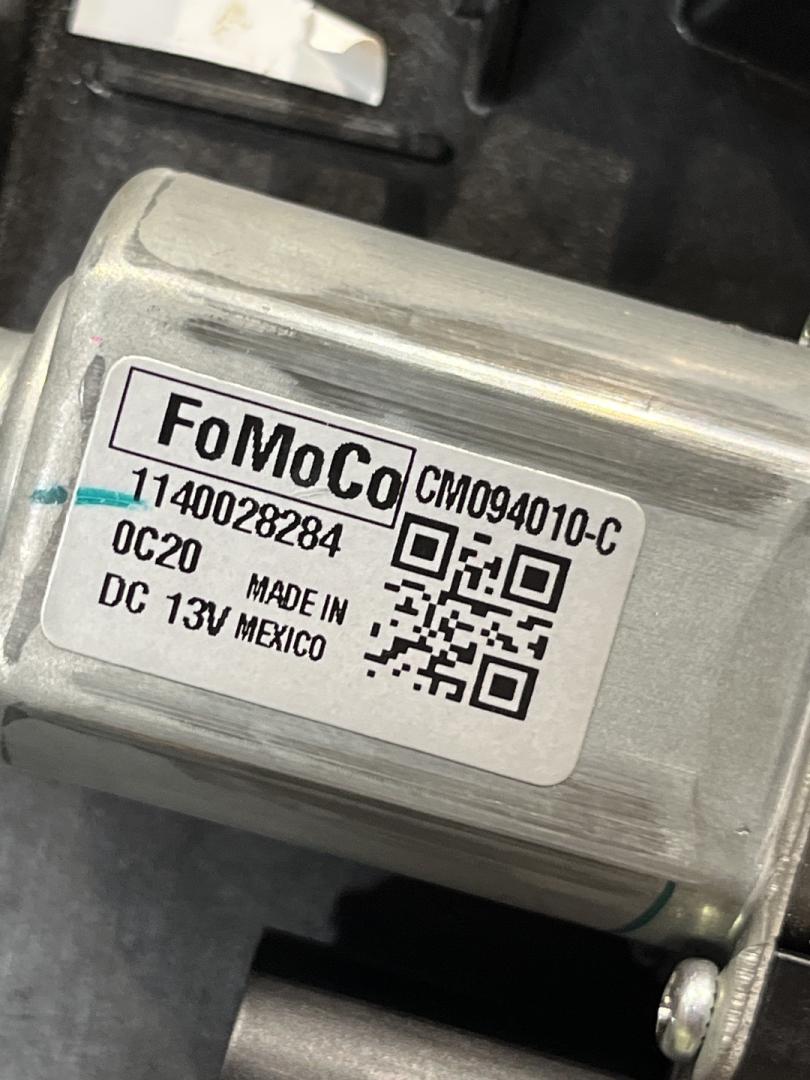 FoMoCo
CM094010-C
1140028284
0C20
DC 13V
MADE IN
MEXICO